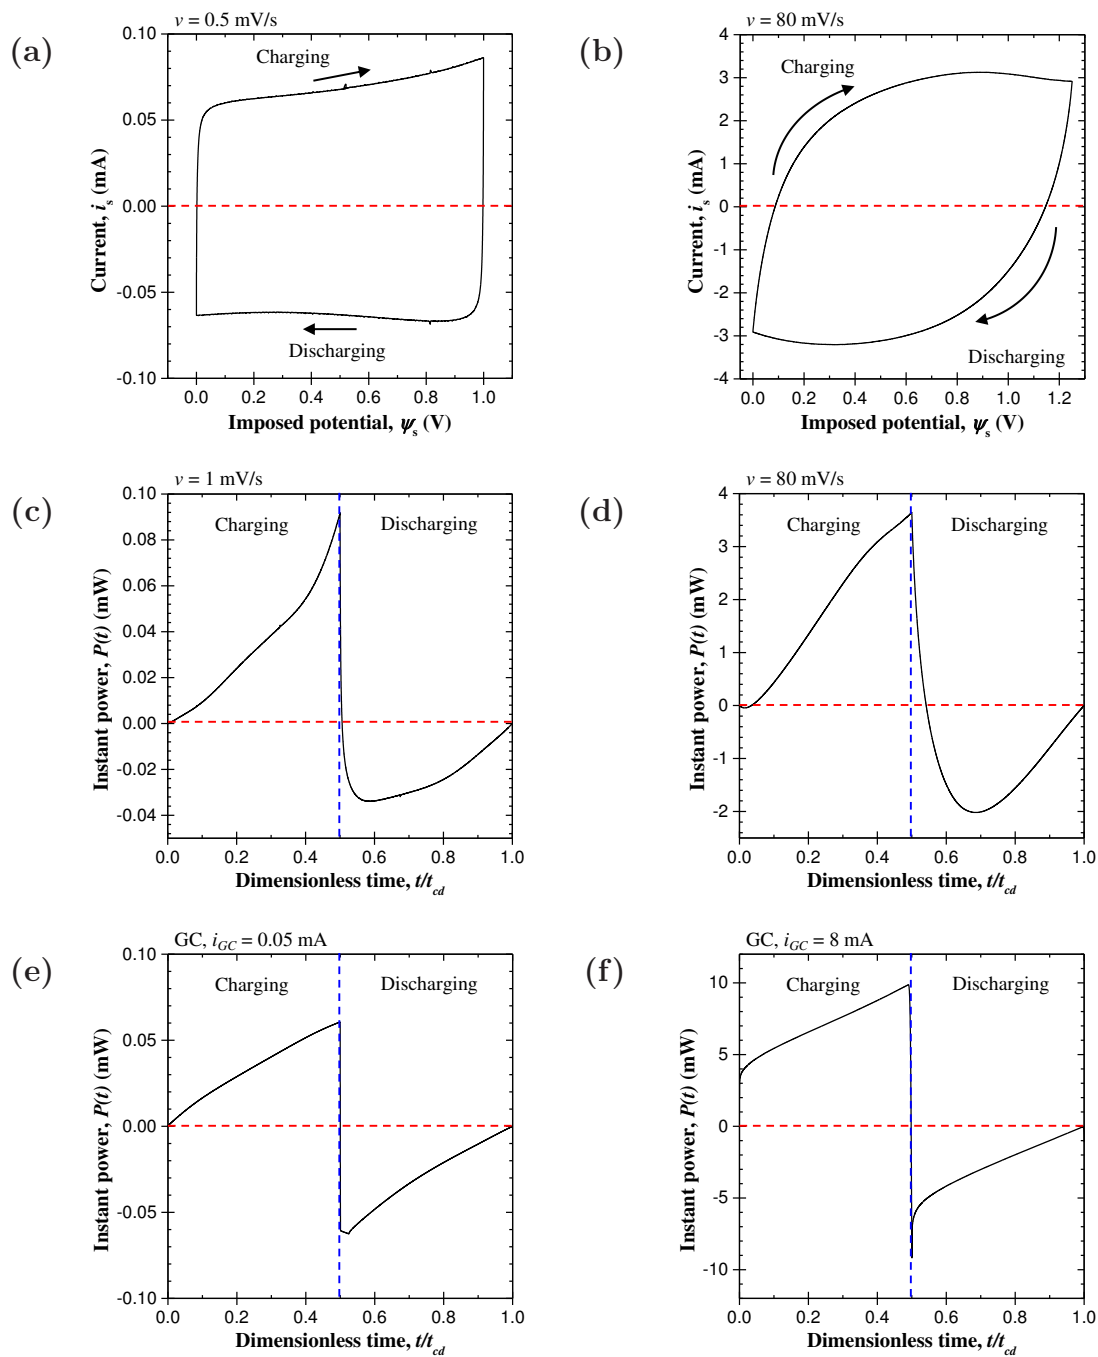 (a)
v = 0.5 mV/s
0.10
0.05
0.00
-0.05
-0.10
Current, i_s (mA)
Charging
Discharging
0.0 0.2 0.4 0.6 0.8 1.0
Imposed potential, ψ_s (V)
(b)
v = 80 mV/s
4
3
2
1
0
-1
-2
-3
-4
Current, i_s (mA)
Charging
Discharging
0.0 0.2 0.4 0.6 0.8 1.0 1.2
Imposed potential, ψ_s (V)
(c)
v = 1 mV/s
0.10
0.08
0.06
0.04
0.02
0.00
-0.02
-0.04
Instant power, P(t) (mW)
Charging
Discharging
0.0 0.2 0.4 0.6 0.8 1.0
Dimensionless time, t/t_cd
(d)
v = 80 mV/s
4
3
2
1
0
-1
-2
Instant power, P(t) (mW)
Charging
Discharging
0.0 0.2 0.4 0.6 0.8 1.0
Dimensionless time, t/t_cd
(e)
GC, i_GC = 0.05 mA
0.10
0.05
0.00
-0.05
-0.10
Instant power, P(t) (mW)
Charging
Discharging
0.0 0.2 0.4 0.6 0.8 1.0
Dimensionless time, t/t_cd
(f)
GC, i_GC = 8 mA
10
5
0
-5
-10
Instant power, P(t) (mW)
Charging
Discharging
0.0 0.2 0.4 0.6 0.8 1.0
Dimensionless time, t/t_cd